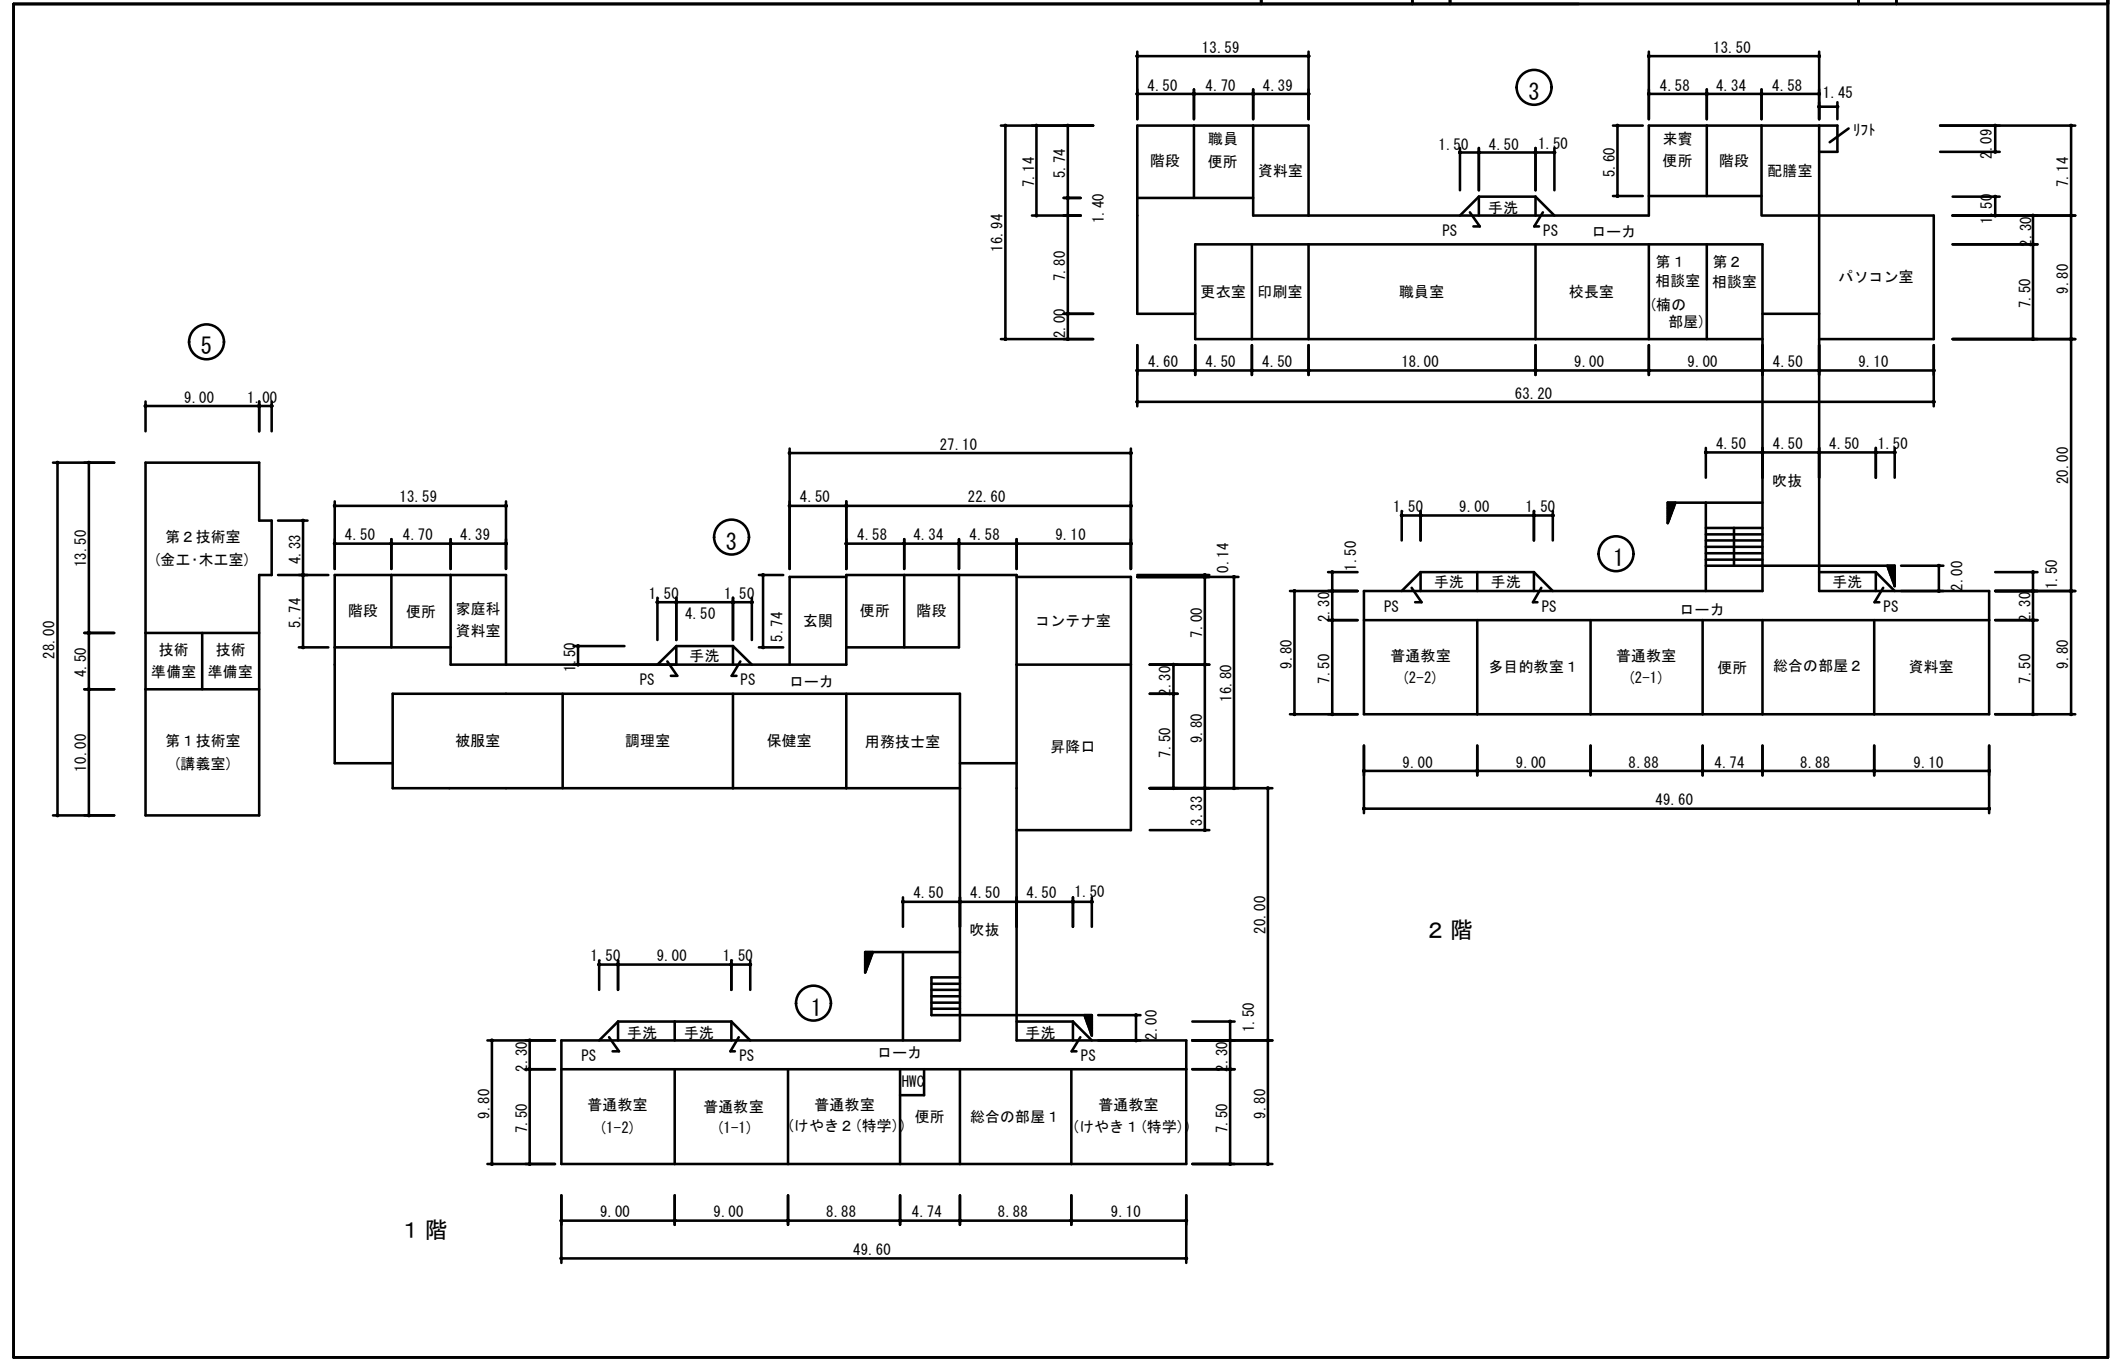 13.59
13.50
4.50 4.70 4.39
③
4.58 4.34 4.58
1.45
リフト
階段
職員
便所
資料室
1.50 4.50 1.50
手洗
PS
PS
ローカ
来賓
便所
階段
配膳室
5.60
16.94
7.14
5.74
1.40
7.80
2.00
更衣室
印刷室
職員室
校長室
第1
相談室
(楠の
部屋)
第2
相談室
パソコン室
2.09
1.50
2.30
7.50
7.14
9.80
20.00
9.80
4.60 4.50 4.50 18.00 9.00 9.00 4.50 9.10
63.20
4.50 4.50 4.50 1.50
吹抜
1.50 9.00 1.50
①
1.50
2.30
9.80
7.50
手洗 手洗
手洗
PS
PS
PS
ローカ
2.00
1.50
2.30
7.50
普通教室
(2-2)
多目的教室1
普通教室
(2-1)
便所
総合の部屋2
資料室
9.00 9.00 8.88 4.74 8.88 9.10
49.60
2階
⑤
9.00 1.00
28.00
13.50
4.50
10.00
4.33
5.74
第2技術室
(金工・木工室)
技術
準備室
技術
準備室
第1技術室
(講義室)
13.59
4.50 4.70 4.39
③
27.10
4.50 22.60
4.58 4.34 4.58 9.10
階段
便所
家庭科
資料室
1.50
1.50 4.50 1.50
5.74
手洗
PS
PS
ローカ
玄関
便所
階段
コンテナ室
昇降口
被服室
調理室
保健室
用務技士室
0.14
7.00
2.30
16.80
9.80
7.50
3.33
20.00
4.50 4.50 4.50 1.50
吹抜
1.50 9.00 1.50
①
手洗 手洗
手洗
PS
PS
PS
ローカ
2.00
1.50
2.30
9.80
7.50
2.30
7.50
9.80
普通教室
(1-2)
普通教室
(1-1)
普通教室
(けやき2(特学))
HWC
便所
総合の部屋1
普通教室
(けやき1(特学))
9.00 9.00 8.88 4.74 8.88 9.10
49.60
1階